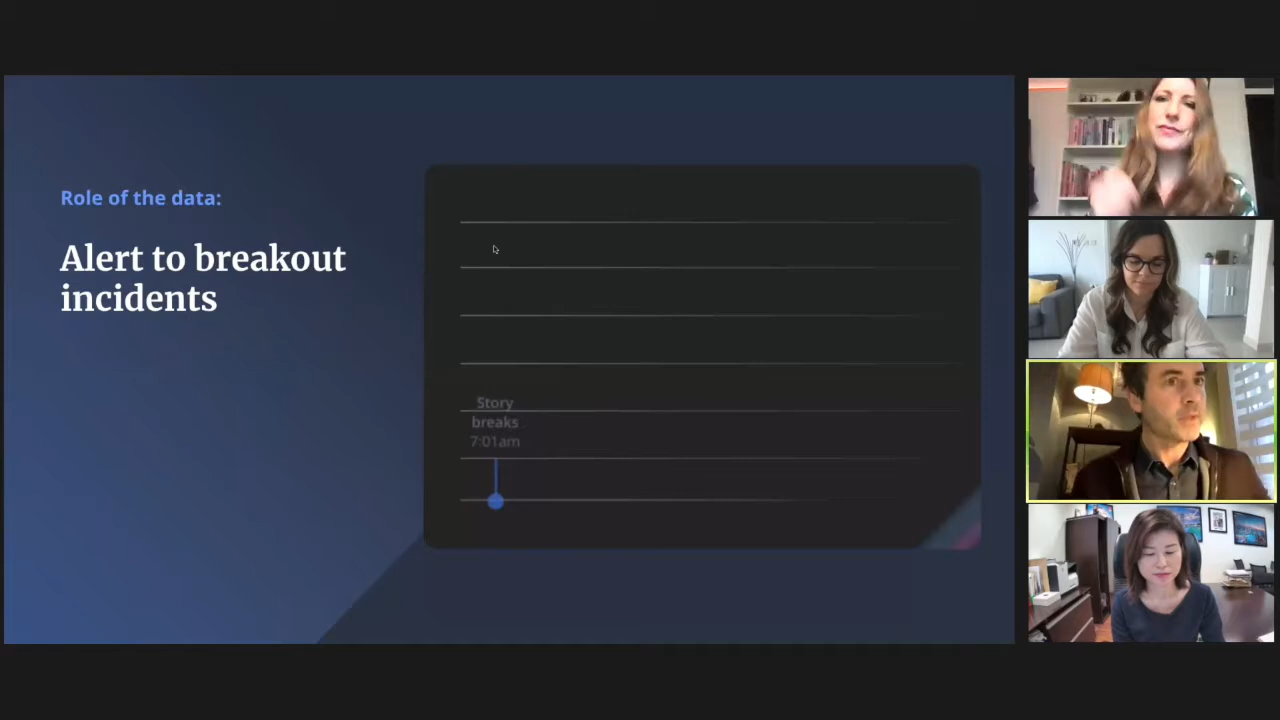 Role of the data:
Alert to breakout
incidents
Story
breaks
7:01am